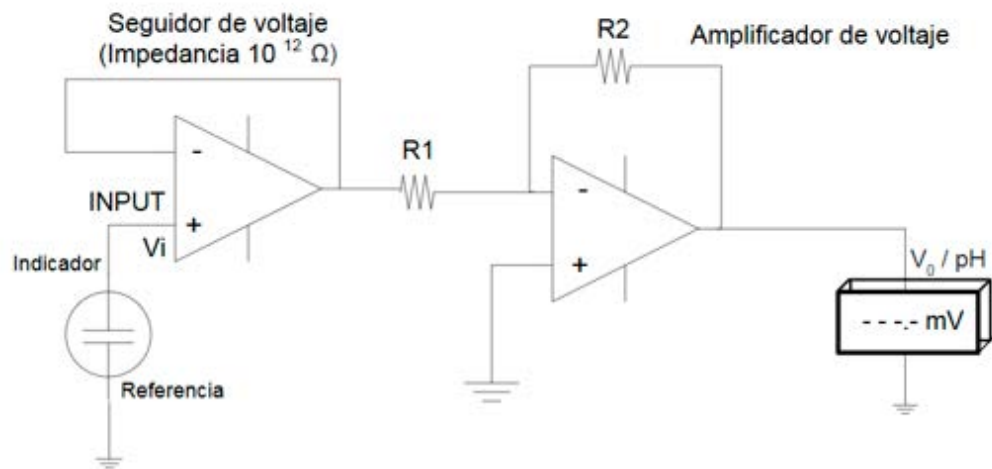 Seguidor de voltaje
(Impedancia 10 ¹² Ω)
R2
Amplificador de voltaje
-
R1
INPUT
+
Vi
-
+
Indicador
V₀ / pH
- - -.- mV
Referencia